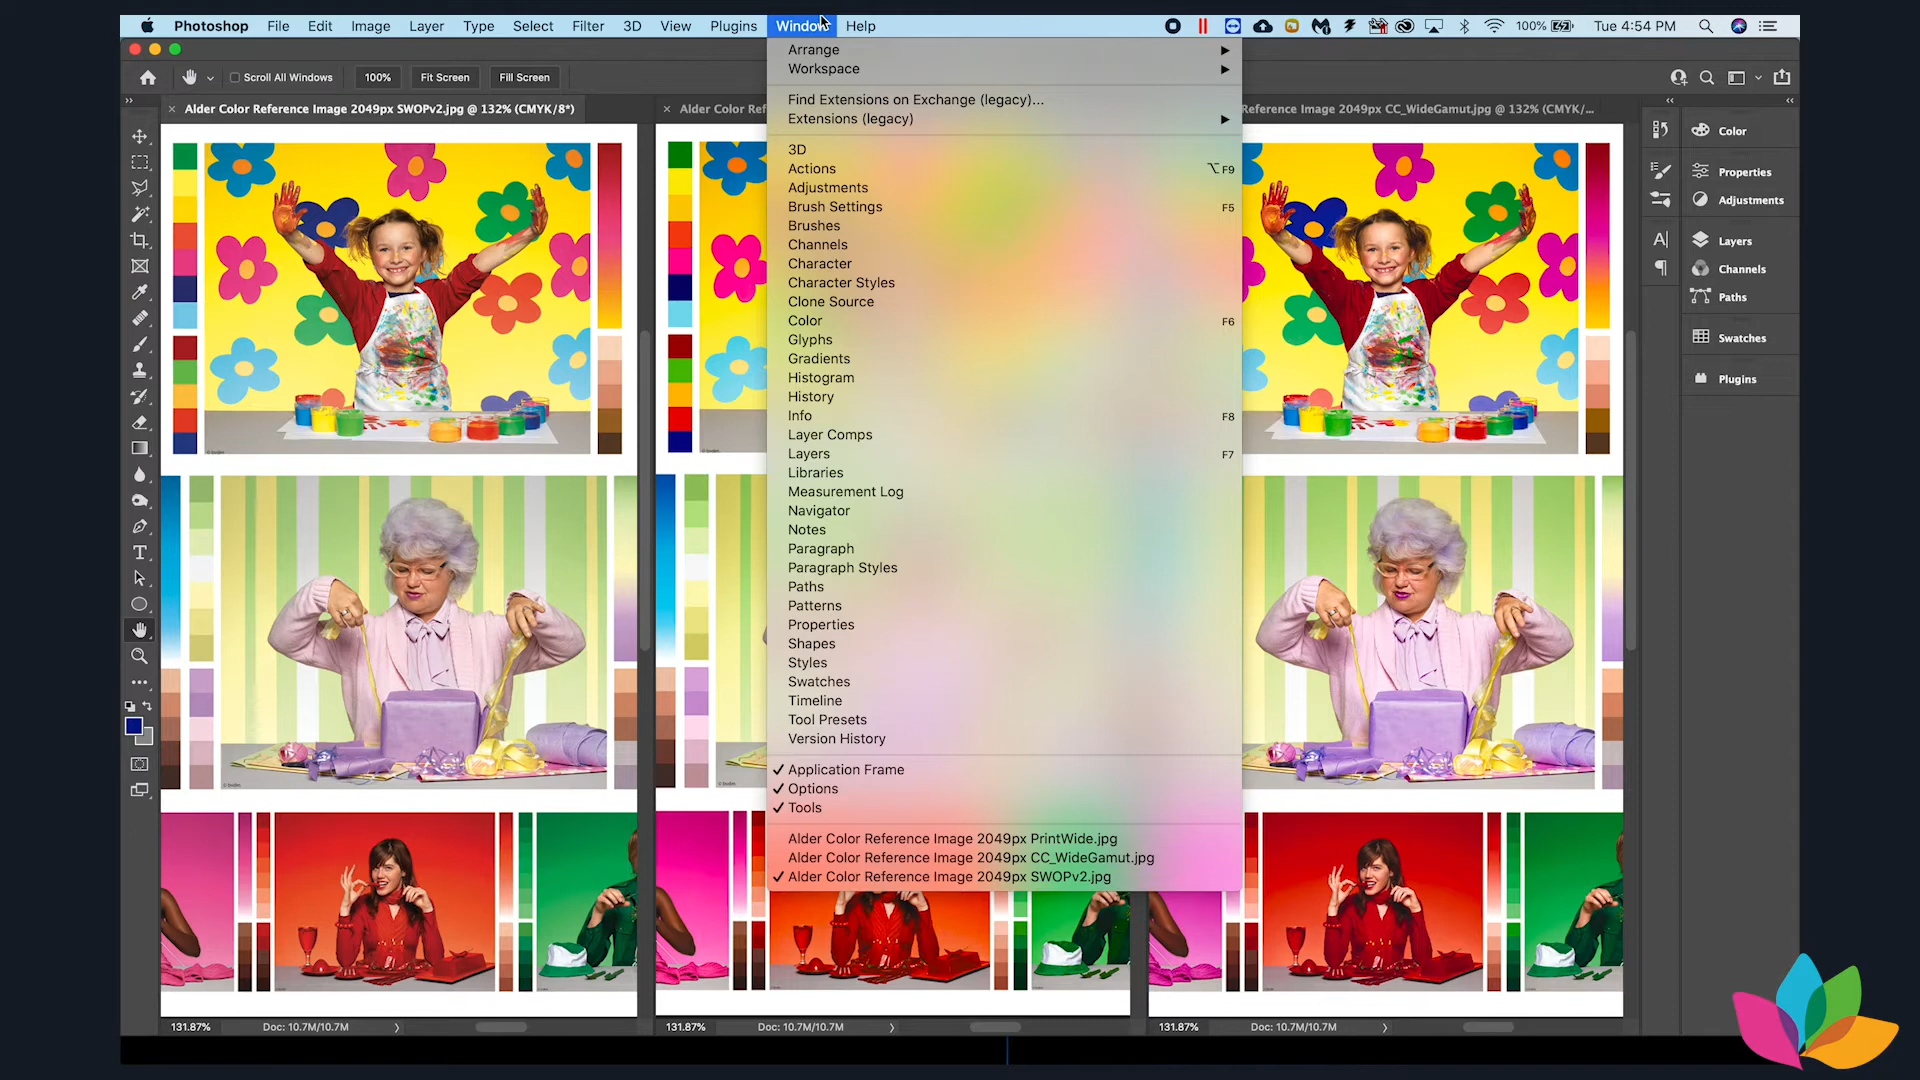 Photoshop File Edit Image Layer Type Select Filter 3D View Plugins Window Help 100% Tue 4:54 PM
Scroll All Windows 100% Fit Screen Fill Screen
Alder Color Reference Image 2049px SWOPv2.jpg @ 132% (CMYK/8*)
Alder Color Ref
Reference Image 2049px CC_WideGamut.jpg @ 132% (CMYK/...
Arrange
Workspace
Find Extensions on Exchange (legacy)...
Extensions (legacy)
3D
Actions ⌥F9
Adjustments
Brush Settings F5
Brushes
Channels
Character
Character Styles
Clone Source
Color F6
Glyphs
Gradients
Histogram
History
Info F8
Layer Comps
Layers F7
Libraries
Measurement Log
Navigator
Notes
Paragraph
Paragraph Styles
Paths
Patterns
Properties
Shapes
Styles
Swatches
Timeline
Tool Presets
Version History
✓ Application Frame
✓ Options
✓ Tools
Alder Color Reference Image 2049px PrintWide.jpg
Alder Color Reference Image 2049px CC_WideGamut.jpg
✓ Alder Color Reference Image 2049px SWOPv2.jpg
Color
Properties
Adjustments
Layers
Channels
Paths
Swatches
Plugins
131.87% Doc: 10.7M/10.7M
131.87% Doc: 10.7M/10.7M
131.87% Doc: 10.7M/10.7M